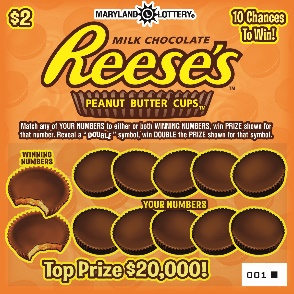 MARYLAND LOTTERY®
$2
10 Chances
To Win!
MILK CHOCOLATE
Reese's
PEANUT BUTTER CUPS™
Match any of YOUR NUMBERS to either or both WINNING NUMBERS, win PRIZE shown for
that number. Reveal a "DOUBLE" symbol, win DOUBLE the PRIZE shown for that symbol.
WINNING
NUMBERS
YOUR NUMBERS
Top Prize $20,000!
001